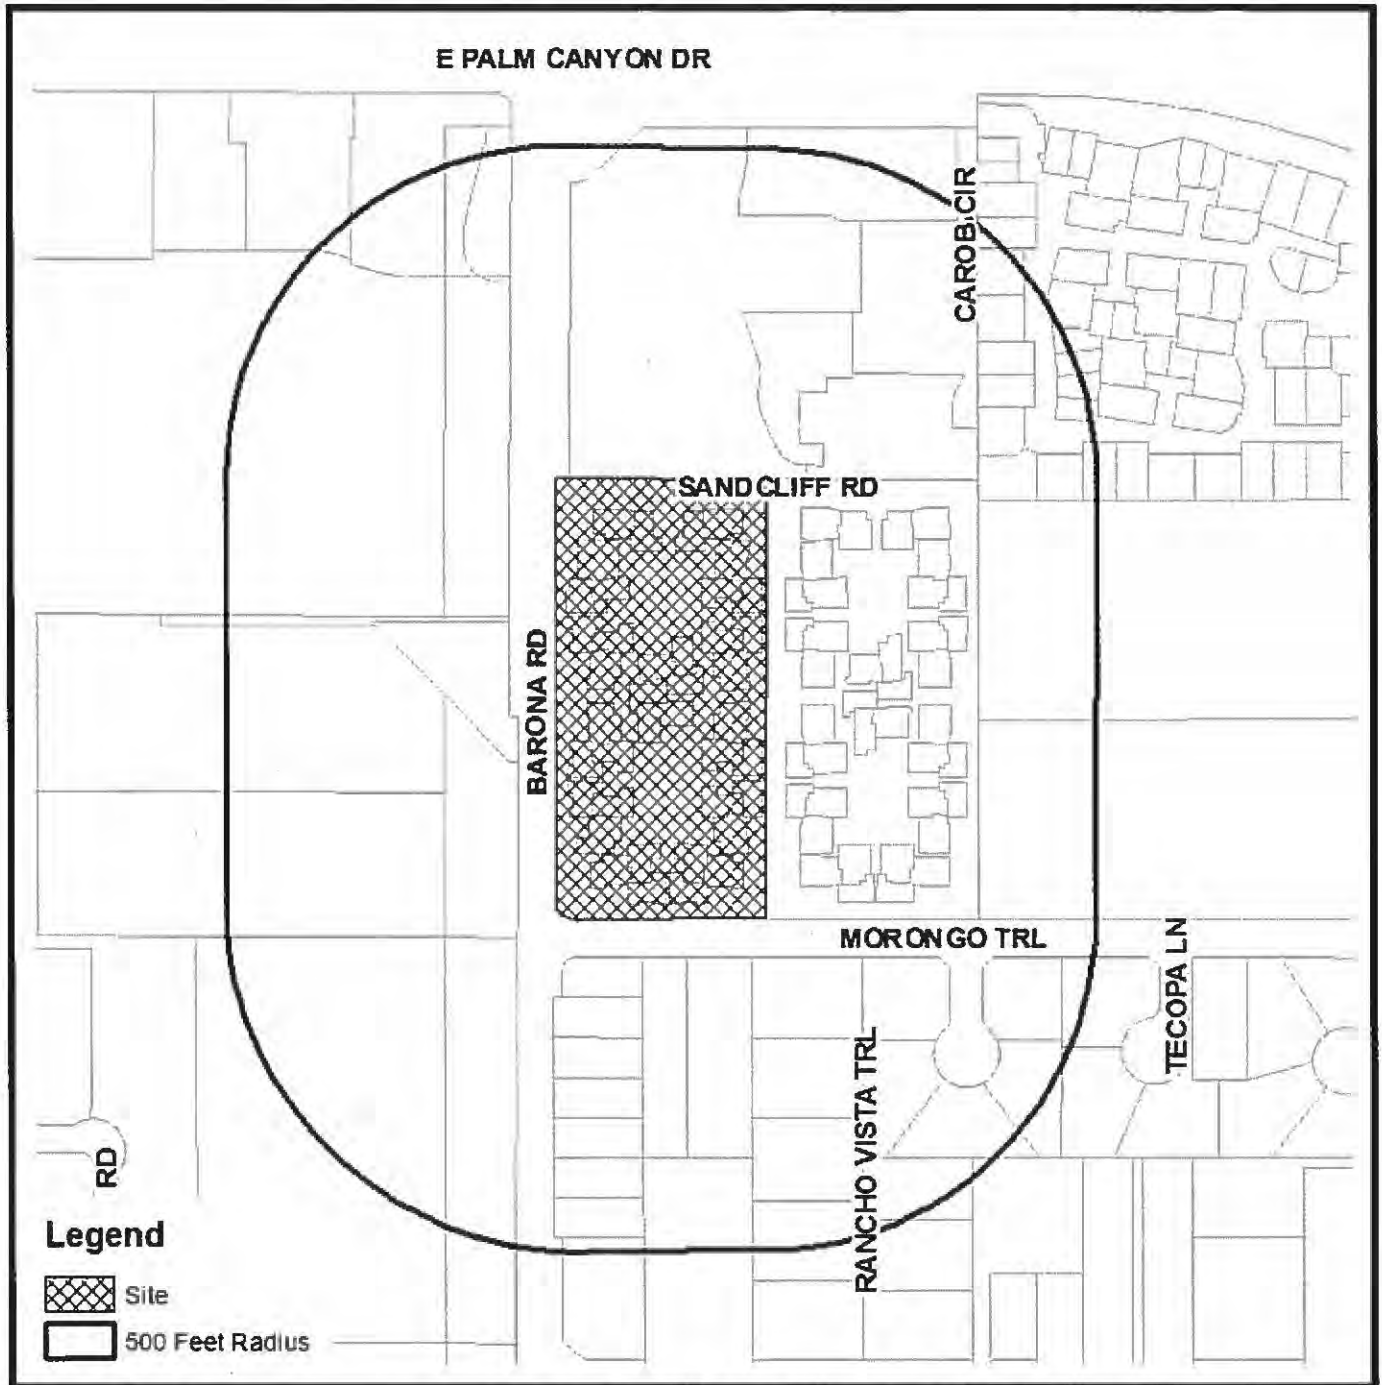 E PALM CANYON DR
CAROB CIR
SANDCLIFF RD
BARONA RD
MORONGO TRL
TECOPA LN
RANCHO VISTA TRL
RD
Legend
Site
500 Feet Radius